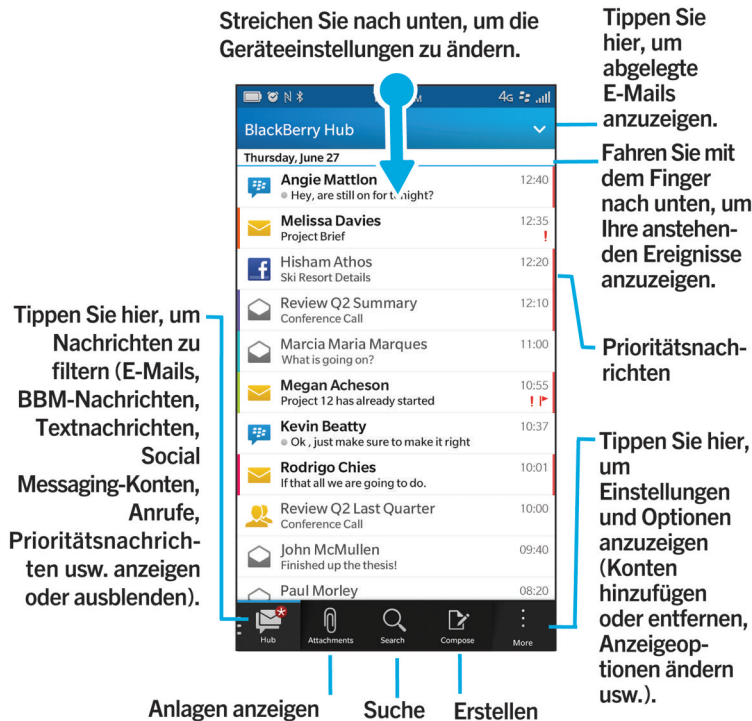 Streichen Sie nach unten, um die
Geräteeinstellungen zu ändern.
Tippen Sie
hier, um
abgelegte
E-Mails
anzuzeigen.
Fahren Sie mit
dem Finger
nach unten, um
Ihre anstehen-
den Ereignisse
anzuzeigen.
Prioritätsnach-
richten
Tippen Sie hier,
um
Einstellungen
und Optionen
anzuzeigen
(Konten
hinzufügen
oder entfernen,
Anzeigeop-
tionen ändern
usw.).
Tippen Sie hier, um
Nachrichten zu
filtern (E-Mails,
BBM-Nachrichten,
Textnachrichten,
Social
Messaging-Konten,
Anrufe,
Prioritätsnachrich-
ten usw. anzeigen
oder ausblenden).
4G
BlackBerry Hub
Thursday, June 27
Angie Mattlon 12:40
Hey, are still on for tonight?
Melissa Davies 12:35
Project Brief
Hisham Athos 12:20
Ski Resort Details
Review Q2 Summary 12:10
Conference Call
Marcia Maria Marques 11:00
What is going on?
Megan Acheson 10:55
Project 12 has already started
Kevin Beatty 10:37
Ok , just make sure to make it right
Rodrigo Chies 10:01
If that all we are going to do.
Review Q2 Last Quarter 10:00
Conference Call
John McMullen 09:40
Finished up the thesis!
Paul Morley 08:20
Hub Attachments Search Compose More
Anlagen anzeigen Suche Erstellen